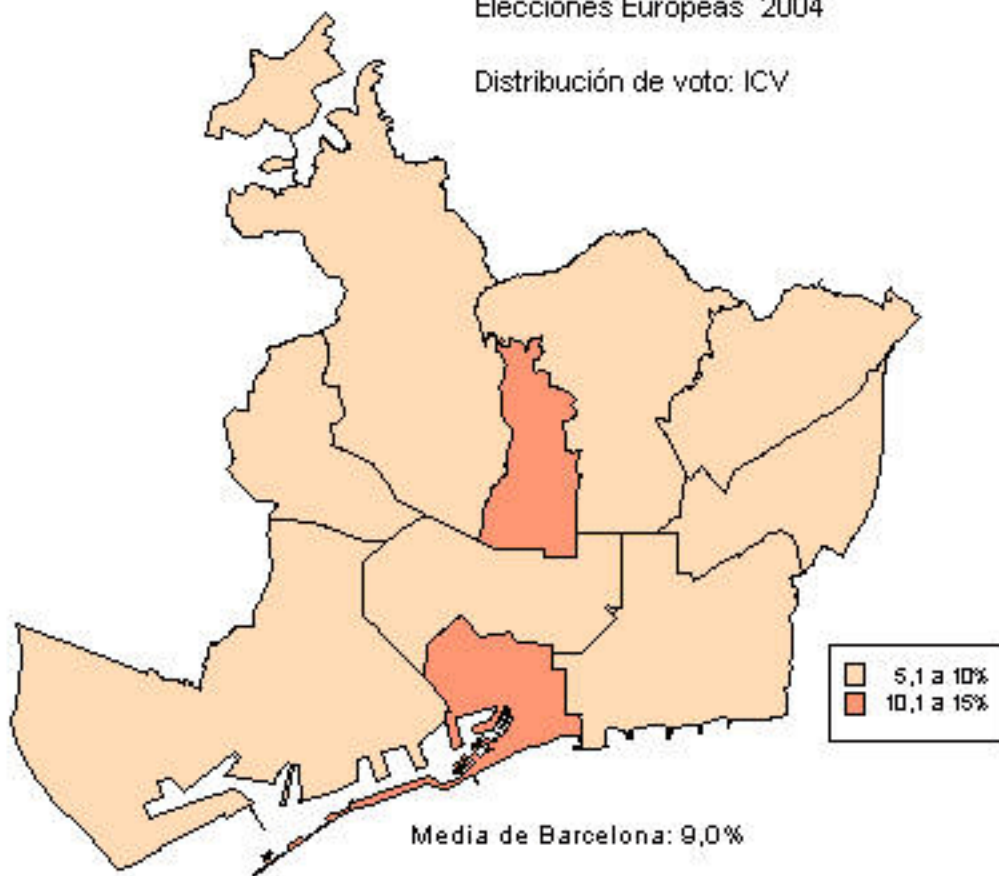 Elecciones Europeas 2004
Distribución de voto: ICV
5,1 a 10%
10,1 a 15%
Media de Barcelona: 9,0%